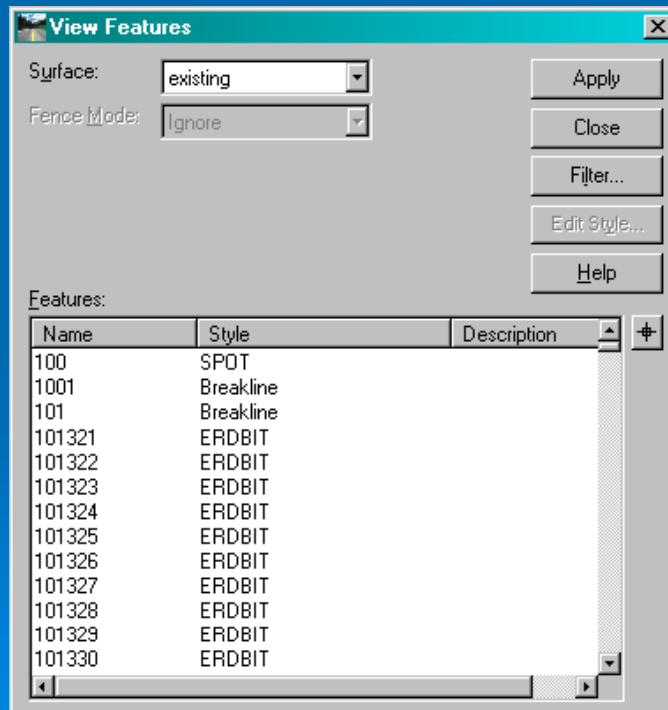 View Features
Surface: existing
Apply
Fence Mode: Ignore
Close
Filter...
Edit Style...
Help
Features:
Name Style Description
100 SPOT
1001 Breakline
101 Breakline
101321 ERDBIT
101322 ERDBIT
101323 ERDBIT
101324 ERDBIT
101325 ERDBIT
101326 ERDBIT
101327 ERDBIT
101328 ERDBIT
101329 ERDBIT
101330 ERDBIT